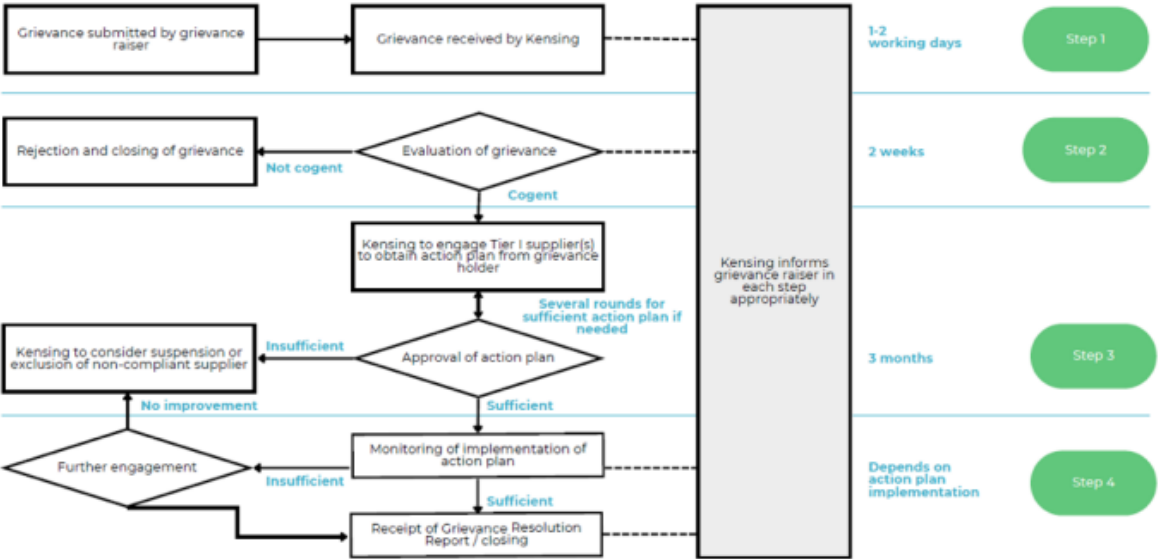 Grievance submitted by grievance
raiser
Grievance received by Kensing
1-2
working days
Step 1
Rejection and closing of grievance
Not cogent
Evaluation of grievance
Cogent
2 weeks
Step 2
Kensing to engage Tier I supplier(s)
to obtain action plan from grievance
holder
Several rounds for
sufficient action plan if
needed
Kensing informs
grievance raiser in
each step
appropriately
Kensing to consider suspension or
exclusion of non-compliant supplier
Insufficient
Approval of action plan
3 months
Step 3
No improvement
Sufficient
Further engagement
Insufficient
Monitoring of implementation of
action plan
Sufficient
Depends on
action plan
implementation
Step 4
Receipt of Grievance Resolution
Report / closing